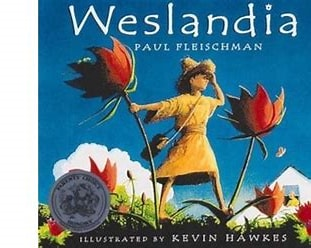 Weslandia
PAUL FLEISCHMAN
ILLUSTRATED BY KEVIN HAWKES